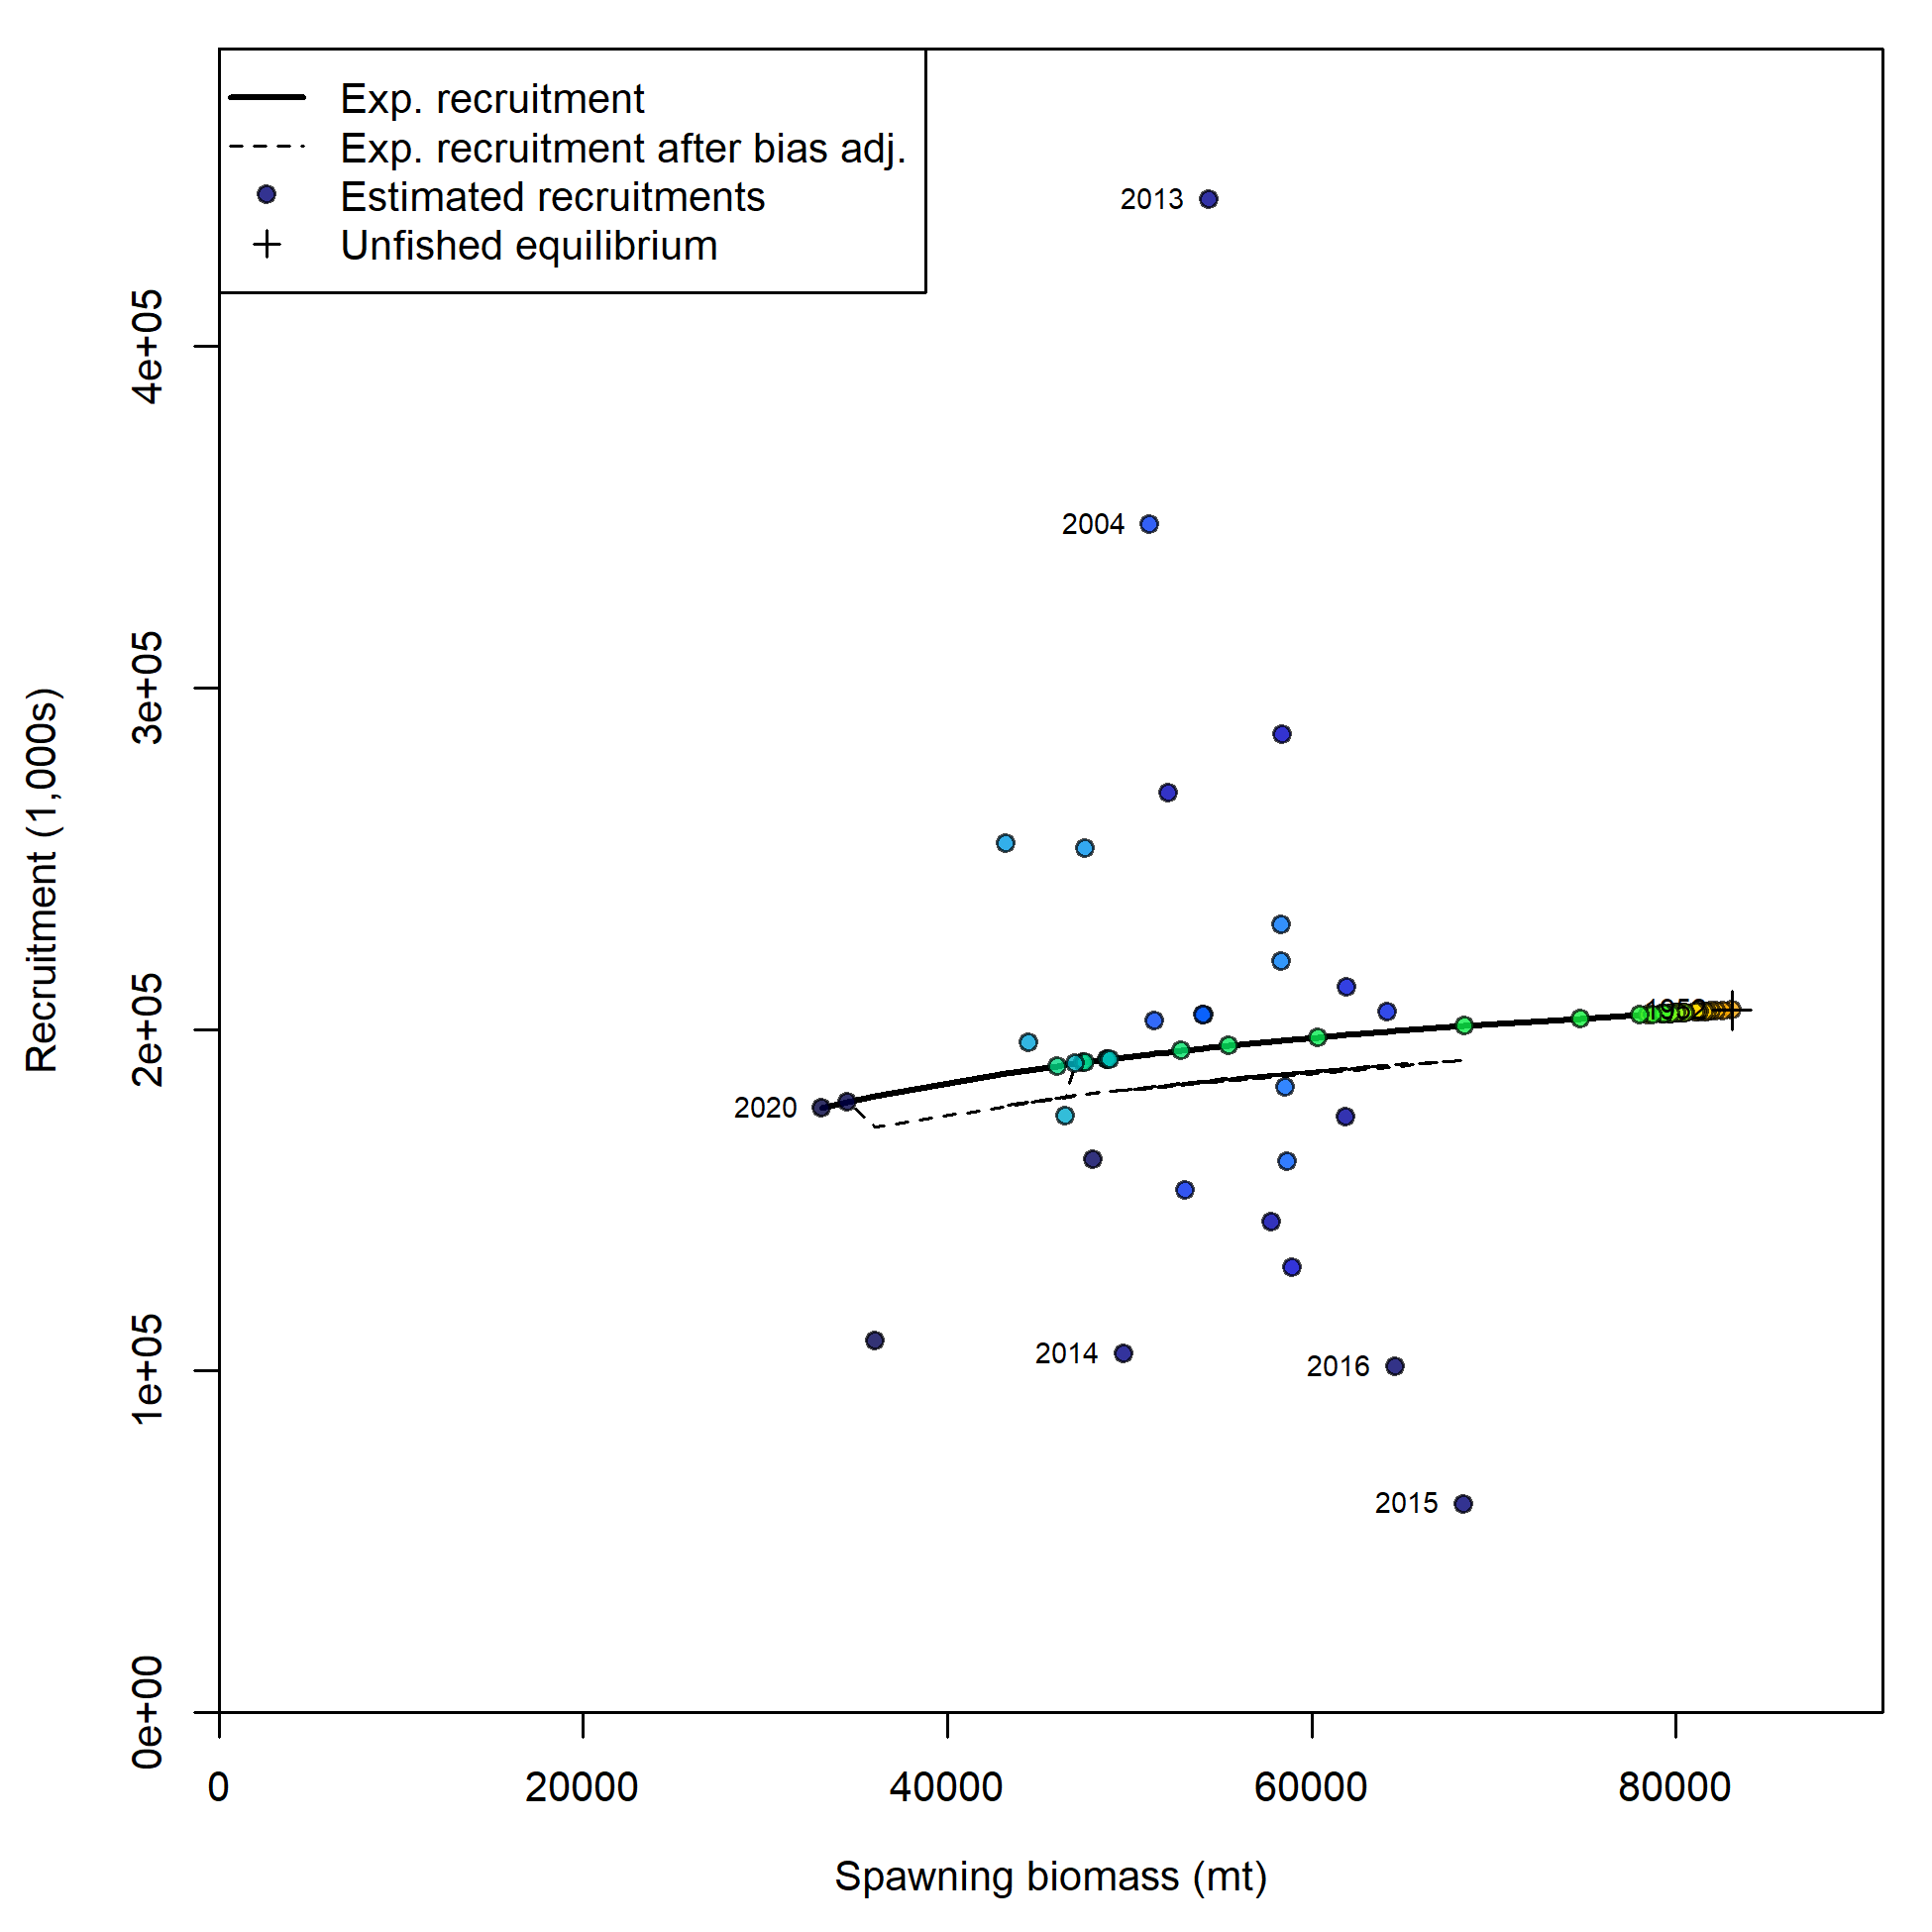 Exp. recruitment
Exp. recruitment after bias adj.
Estimated recruitments
Unfished equilibrium
2013
2004
2020
2014
2016
2015
Recruitment (1,000s)
4e+05
3e+05
2e+05
1e+05
0e+00
0
20000
40000
60000
80000
Spawning biomass (mt)